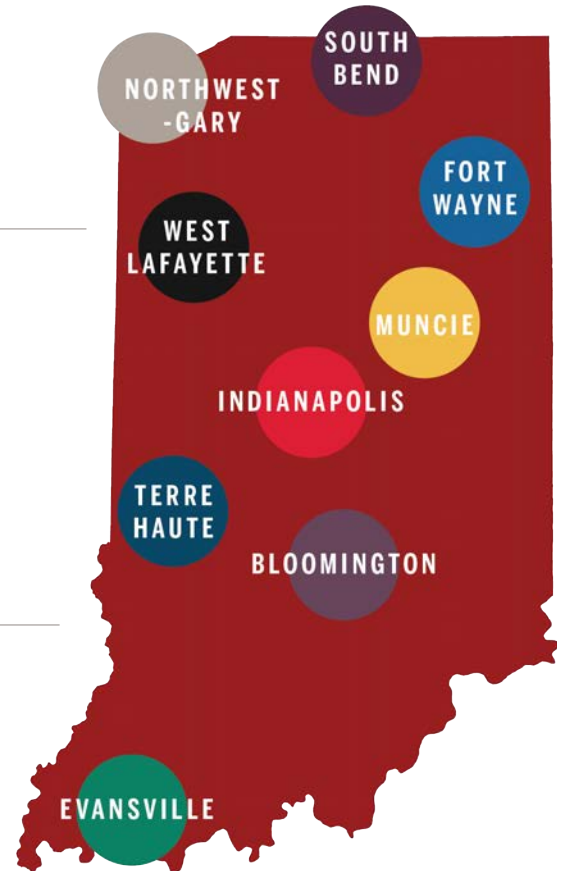 SOUTH
BEND
NORTHWEST
-GARY
FORT
WAYNE
WEST
LAFAYETTE
MUNCIE
INDIANAPOLIS
TERRE
HAUTE
BLOOMINGTON
EVANSVILLE